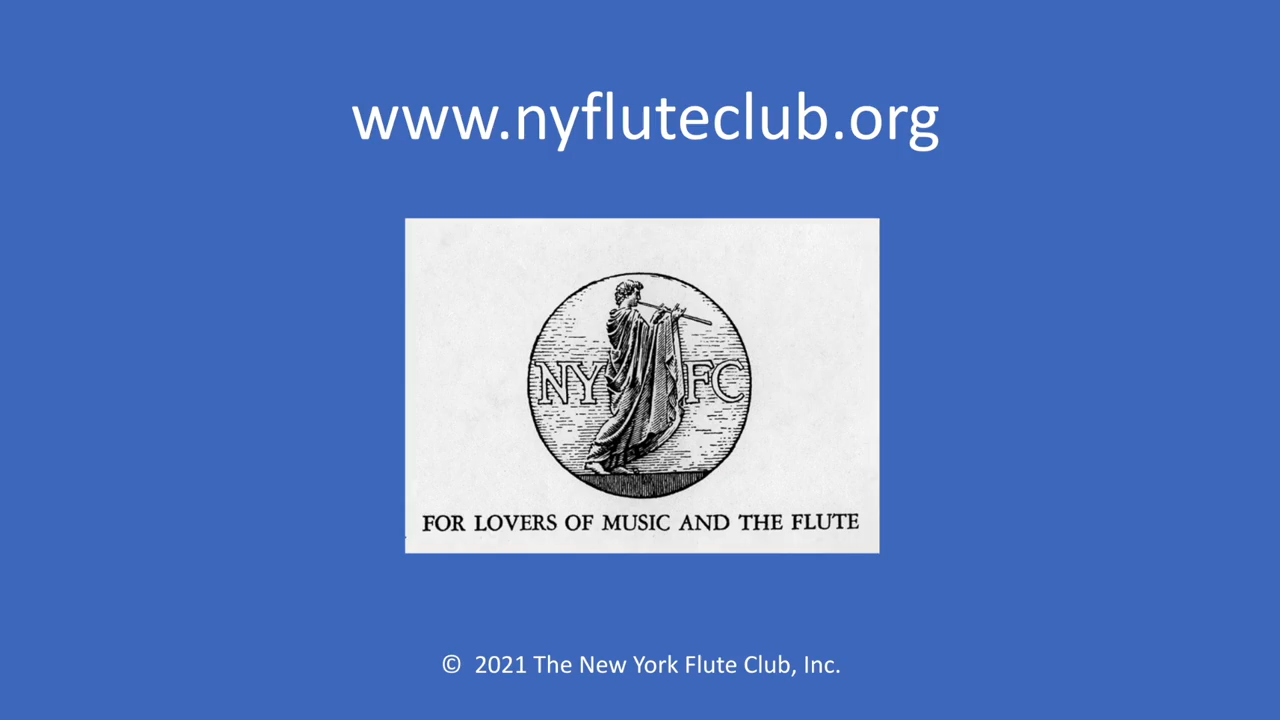 www.nyfluteclub.org
NY FC
FOR LOVERS OF MUSIC AND THE FLUTE
© 2021 The New York Flute Club, Inc.